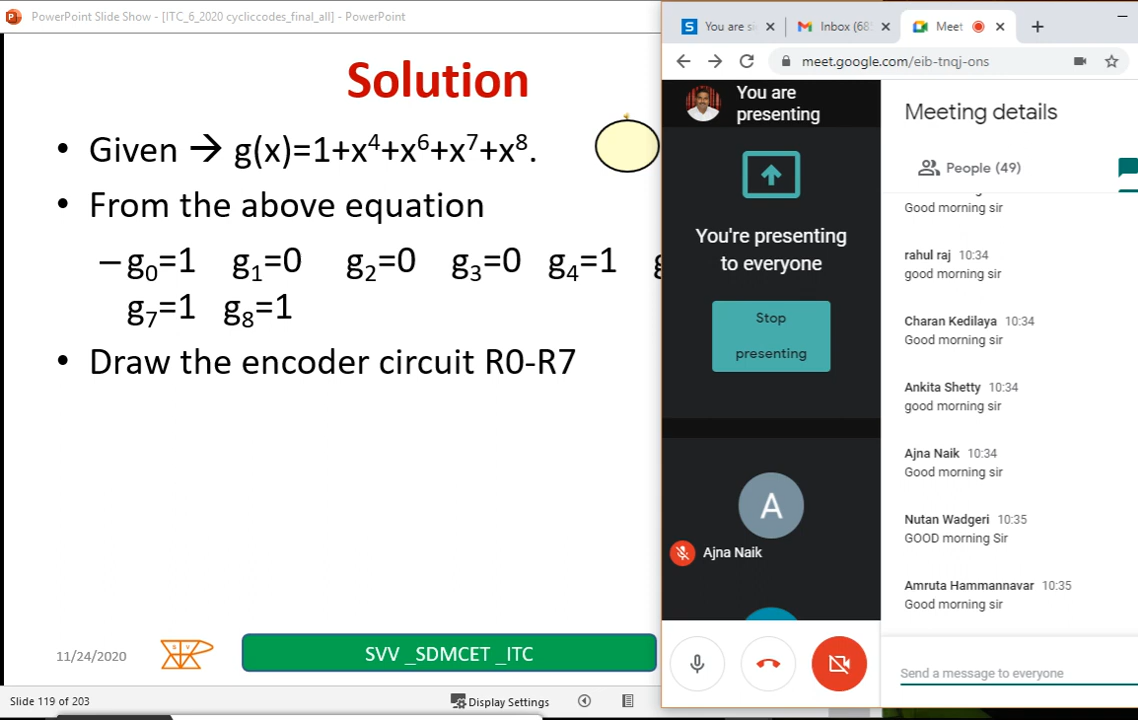 PowerPoint Slide Show - [ITC_6_2020 cycliccodes_final_all] - PowerPoint
Solution
• Given → g(x)=1+x⁴+x⁶+x⁷+x⁸.
• From the above equation
–g₀=1 g₁=0 g₂=0 g₃=0 g₄=1
g₇=1 g₈=1
• Draw the encoder circuit R0-R7
11/24/2020
SVV _SDMCET _ITC
Slide 119 of 203
Display Settings
You are
Inbox (68
Meet
meet.google.com/eib-tnqj-ons
You are
presenting
You're presenting
to everyone
Stop
presenting
A
Ajna Naik
Meeting details
People (49)
Good morning sir
rahul raj 10:34
good morning sir
Charan Kedilaya 10:34
Good morning sir
Ankita Shetty 10:34
good morning sir
Ajna Naik 10:34
Good morning sir
Nutan Wadgeri 10:35
GOOD morning Sir
Amruta Hammannavar 10:35
Good morning sir
Send a message to everyone